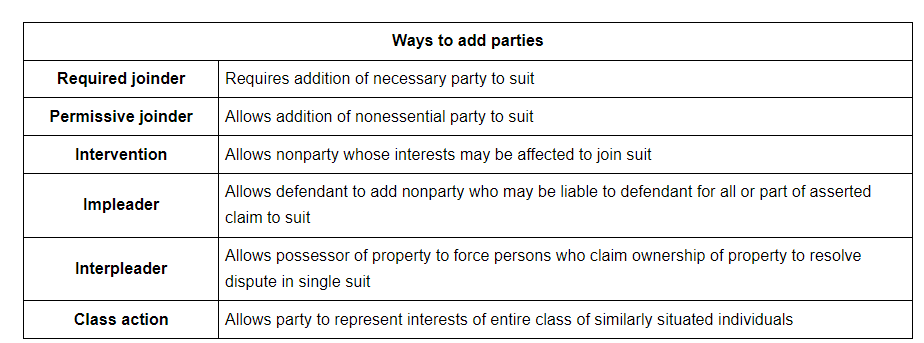 Ways to add parties
Required joinder
Requires addition of necessary party to suit
Permissive joinder
Allows addition of nonessential party to suit
Intervention
Allows nonparty whose interests may be affected to join suit
Impleader
Allows defendant to add nonparty who may be liable to defendant for all or part of asserted
claim to suit
Interpleader
Allows possessor of property to force persons who claim ownership of property to resolve
dispute in single suit
Class action
Allows party to represent interests of entire class of similarly situated individuals